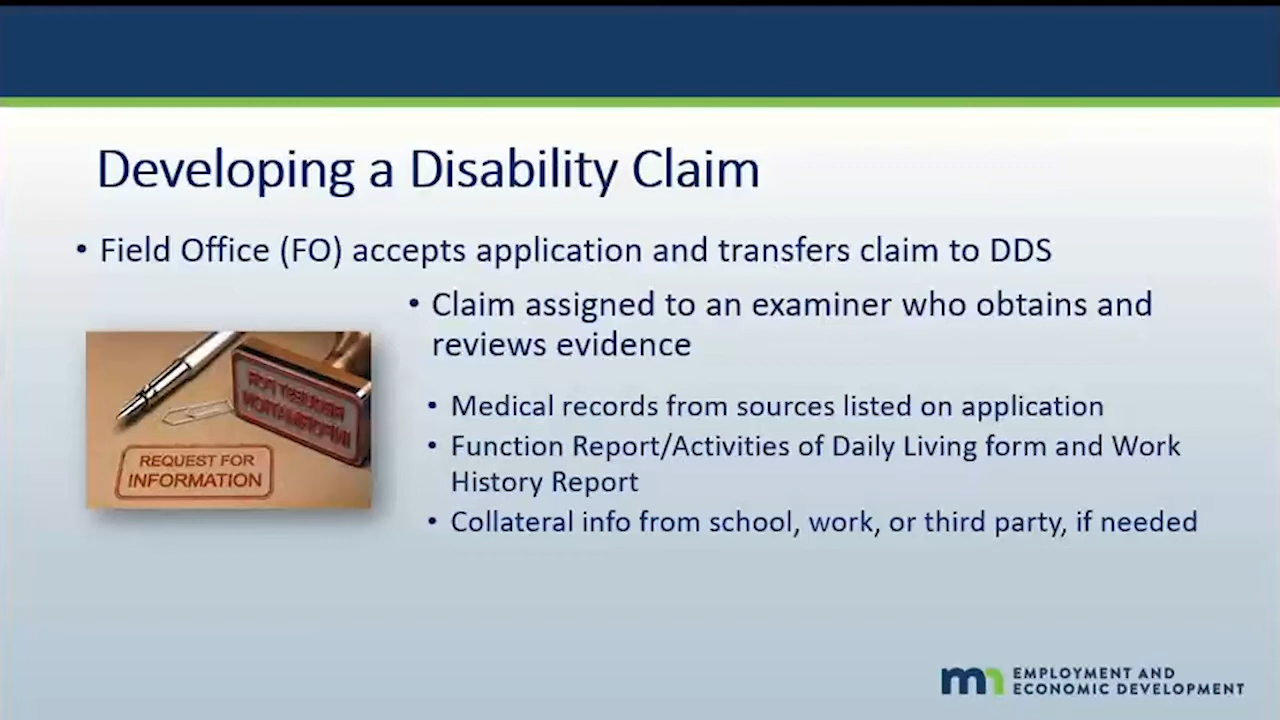 Developing a Disability Claim
• Field Office (FO) accepts application and transfers claim to DDS
• Claim assigned to an examiner who obtains and
reviews evidence
• Medical records from sources listed on application
• Function Report/Activities of Daily Living form and Work
History Report
• Collateral info from school, work, or third party, if needed
REQUEST FOR
INFORMATION
REQUEST FOR
INFORMATION
mn EMPLOYMENT AND
ECONOMIC DEVELOPMENT